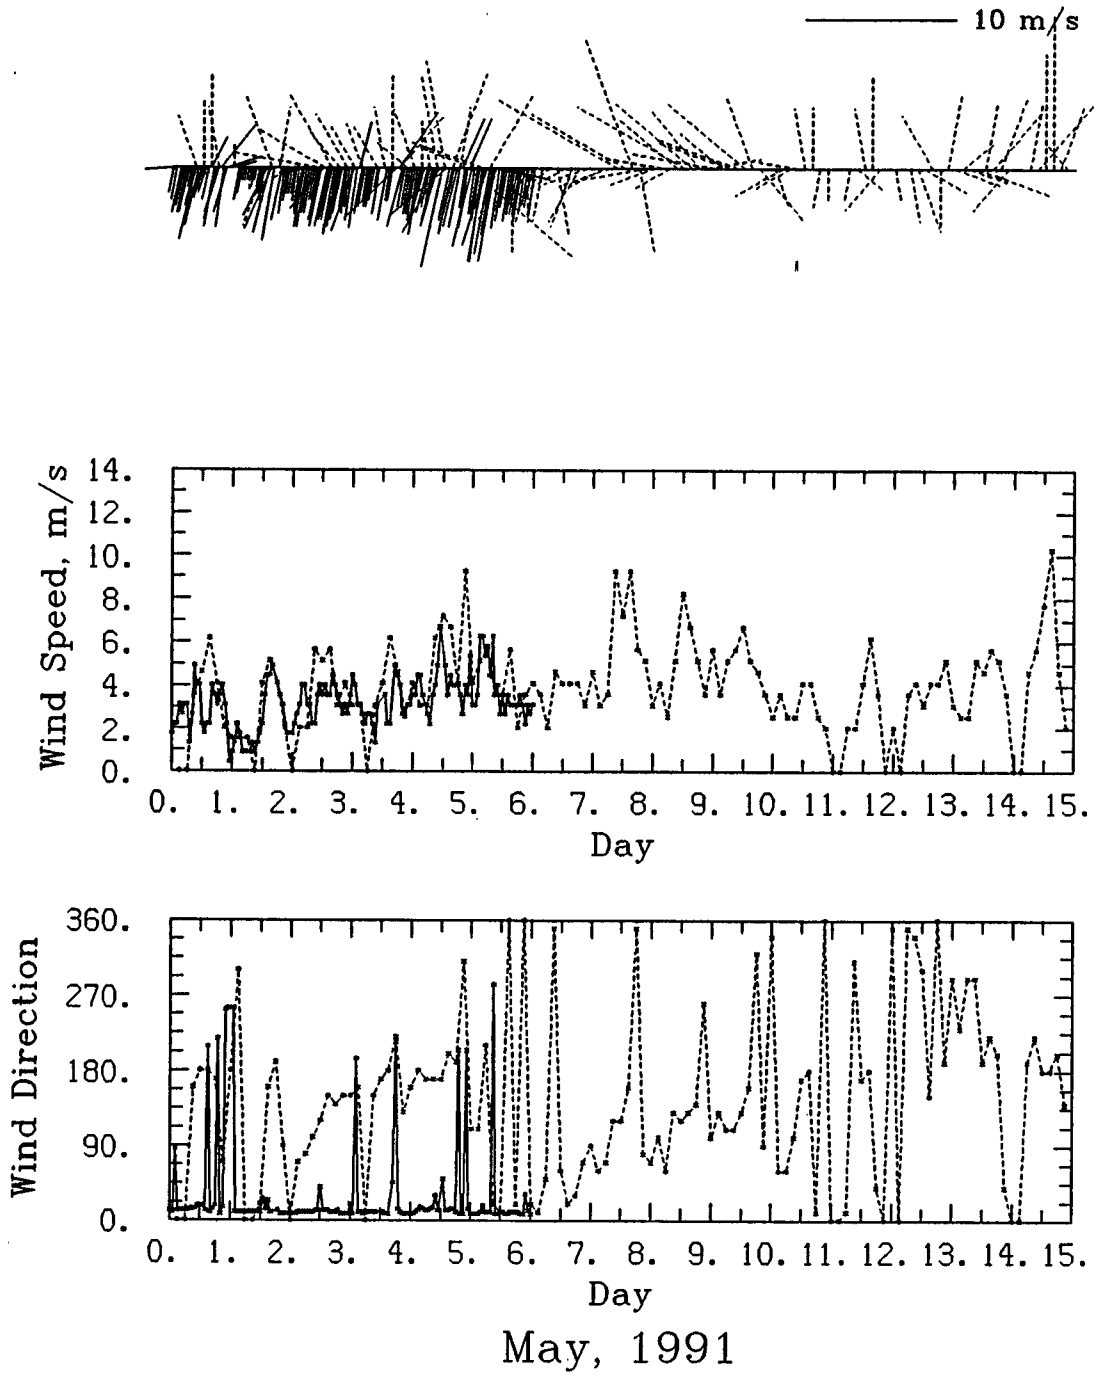 10 m/s
Wind Speed, m/s
14.
12.
10.
8.
6.
4.
2.
0.
0. 1. 2. 3. 4. 5. 6. 7. 8. 9. 10. 11. 12. 13. 14. 15.
Day
Wind Direction
360.
270.
180.
90.
0.
0. 1. 2. 3. 4. 5. 6. 7. 8. 9. 10. 11. 12. 13. 14. 15.
Day
May, 1991